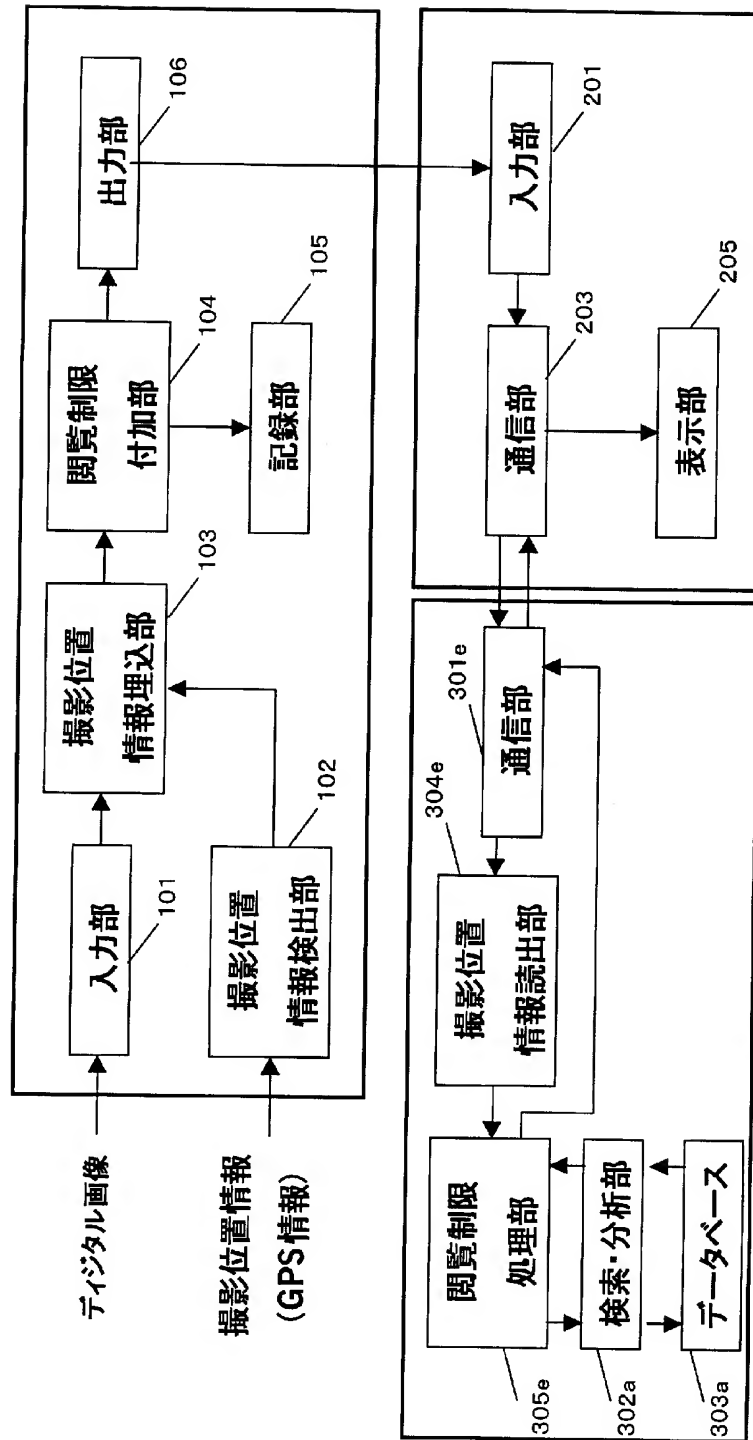 ディジタル画像
撮影位置情報
(GPS情報)
入力部
101
撮影位置
情報検出部
102
撮影位置
情報埋込部
103
閲覧制限
付加部
104
記録部
105
出力部
106
入力部
201
通信部
203
表示部
205
通信部
301e
撮影位置
情報読出部
304e
閲覧制限
処理部
305e
検索・分析部
302a
データベース
303a